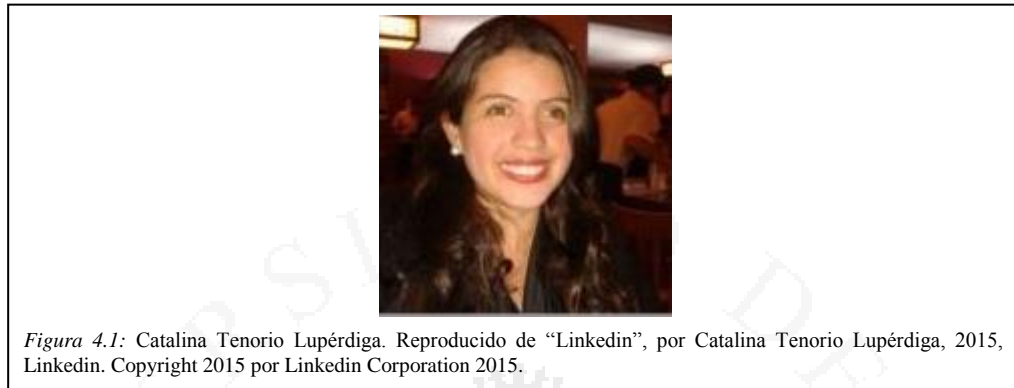 Figura 4.1: Catalina Tenorio Lupérdiga. Reproducido de “Linkedin”, por Catalina Tenorio Lupérdiga, 2015,
Linkedin. Copyright 2015 por Linkedin Corporation 2015.